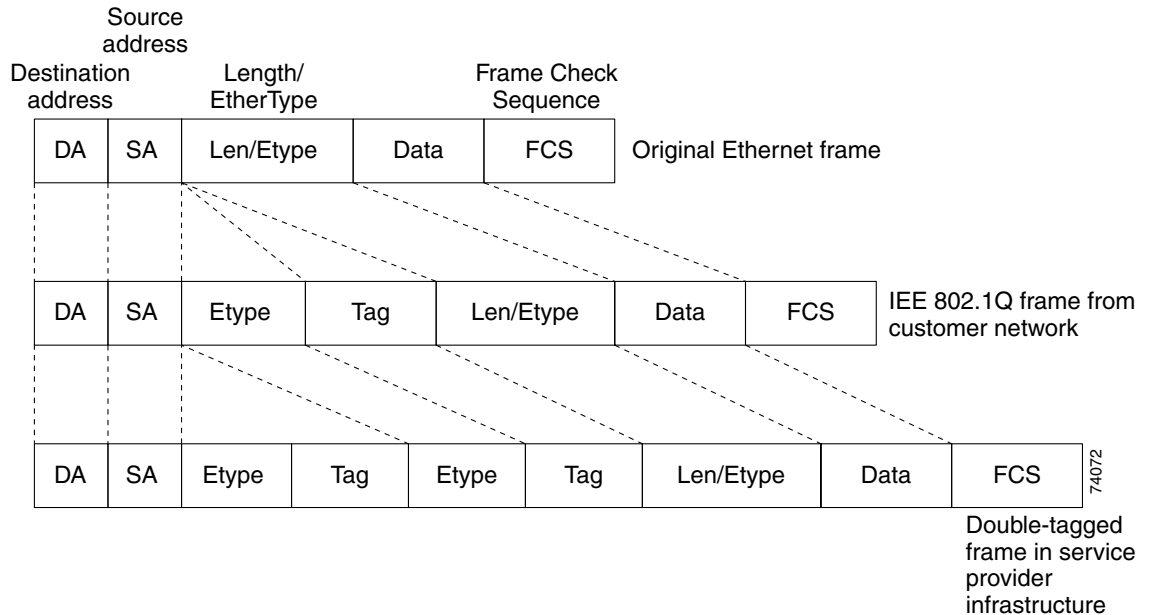 Source
address
Destination
address
Length/
EtherType
Frame Check
Sequence
DA SA Len/Etype Data FCS Original Ethernet frame
DA SA Etype Tag Len/Etype Data FCS
IEE 802.1Q frame from
customer network
DA SA Etype Tag Etype Tag Len/Etype Data FCS
74072
Double-tagged
frame in service
provider
infrastructure